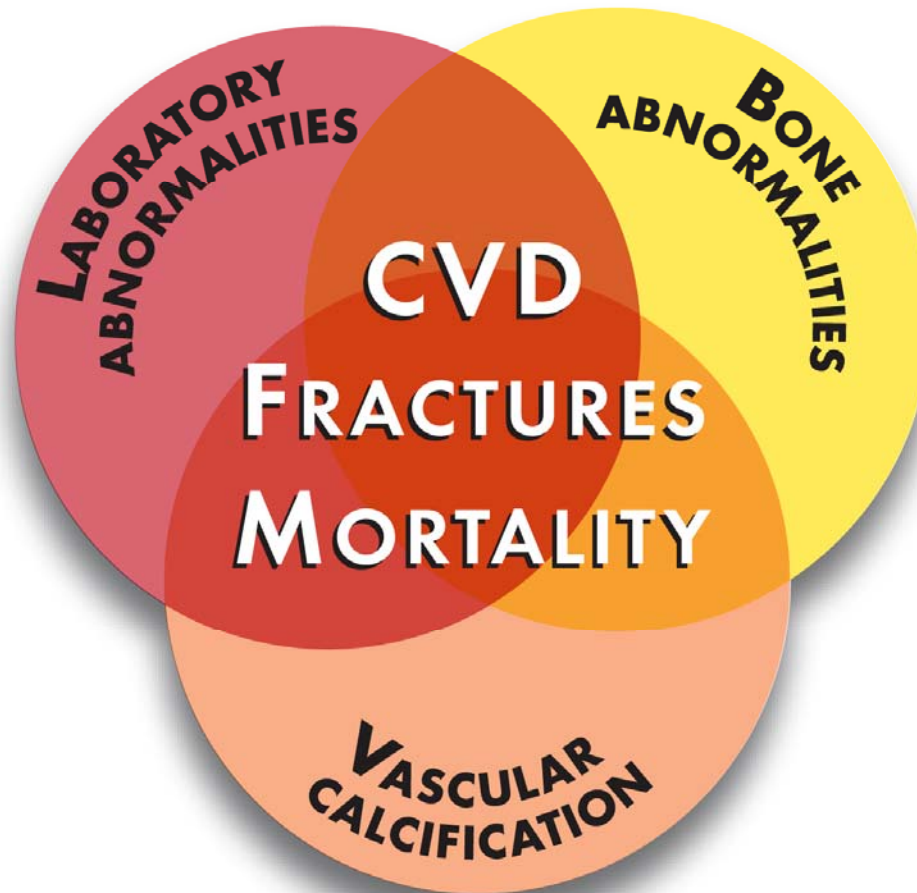 LABORATORY
ABNORMALITIES
BONE
ABNORMALITIES
CVD
FRACTURES
MORTALITY
VASCULAR
CALCIFICATION